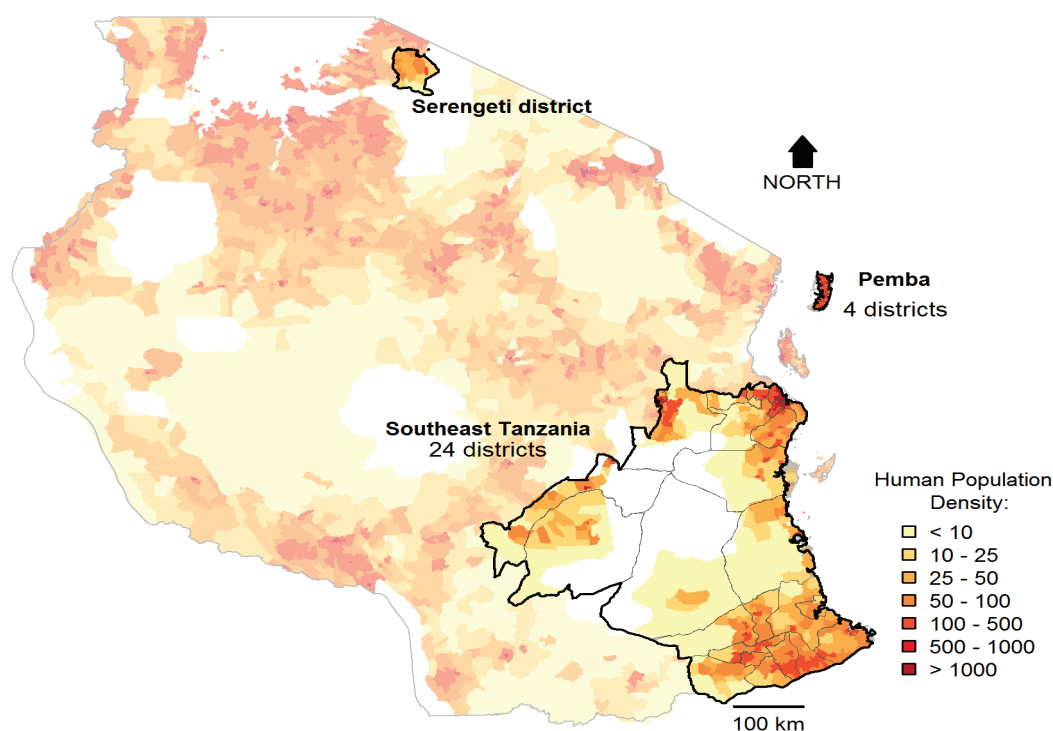 Serengeti district
NORTH
Pemba
4 districts
Southeast Tanzania
24 districts
Human Population
Density:
< 10
10 - 25
25 - 50
50 - 100
100 - 500
500 - 1000
> 1000
100 km